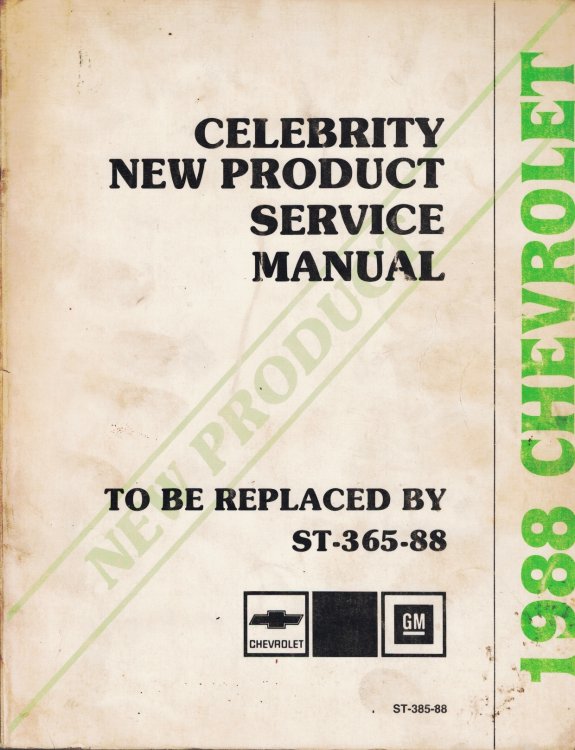 CELEBRITY
NEW PRODUCT
SERVICE
MANUAL
NEW PRODUCT
TO BE REPLACED BY
ST-365-88
CHEVROLET
GM
ST-385-88
1988 CHEVROLET